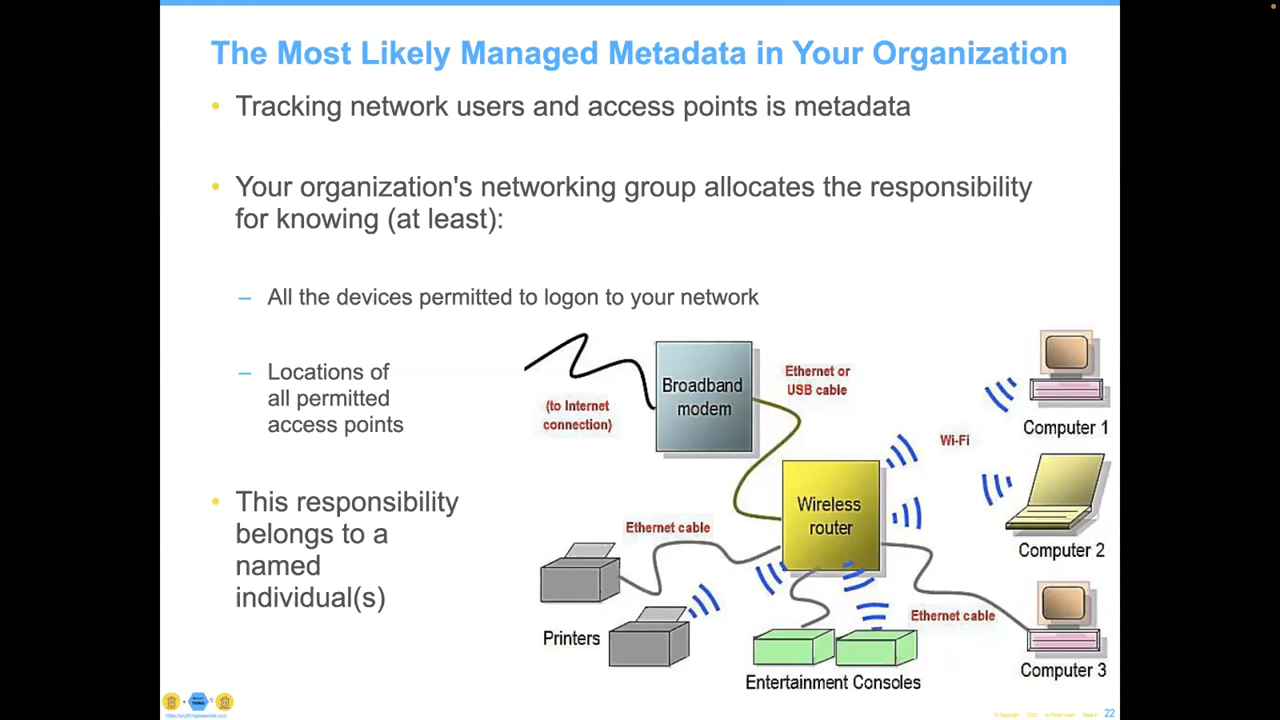 The Most Likely Managed Metadata in Your Organization
• Tracking network users and access points is metadata
• Your organization's networking group allocates the responsibility
for knowing (at least):
– All the devices permitted to logon to your network
– Locations of
all permitted
access points
• This responsibility
belongs to a
named
individual(s)
(to Internet
connection)
Broadband
modem
Ethernet or
USB cable
Wi-Fi
Computer 1
Wireless
router
Computer 2
Ethernet cable
Printers
Entertainment Consoles
Ethernet cable
Computer 3
22